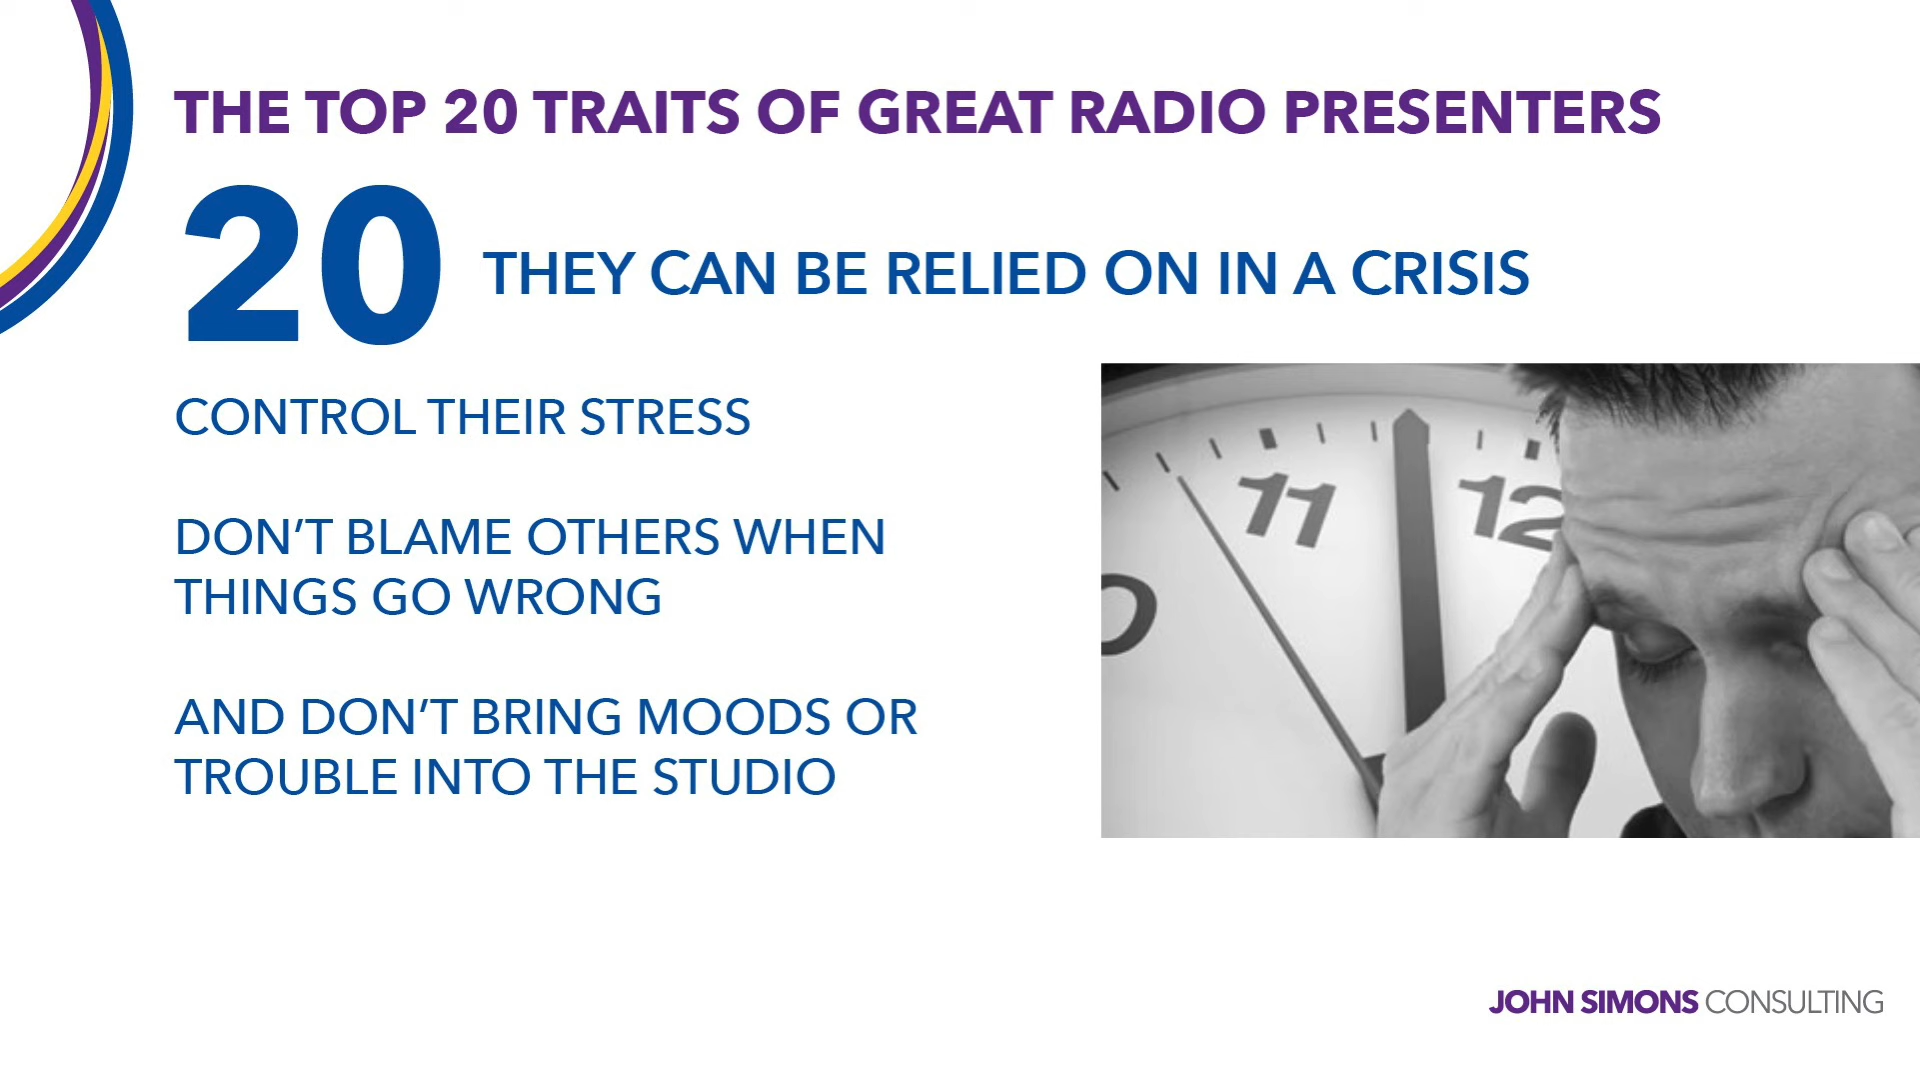 THE TOP 20 TRAITS OF GREAT RADIO PRESENTERS
20 THEY CAN BE RELIED ON IN A CRISIS
CONTROL THEIR STRESS
DON’T BLAME OTHERS WHEN
THINGS GO WRONG
AND DON’T BRING MOODS OR
TROUBLE INTO THE STUDIO
11
12
0
JOHN SIMONS CONSULTING